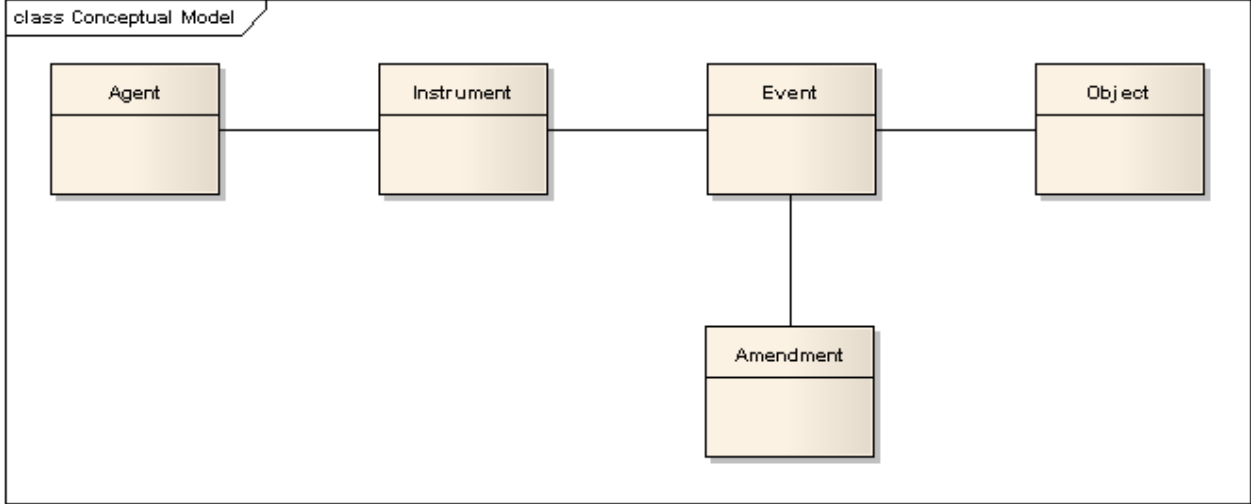 class Conceptual Model
Agent
Instrument
Event
Object
Amendment